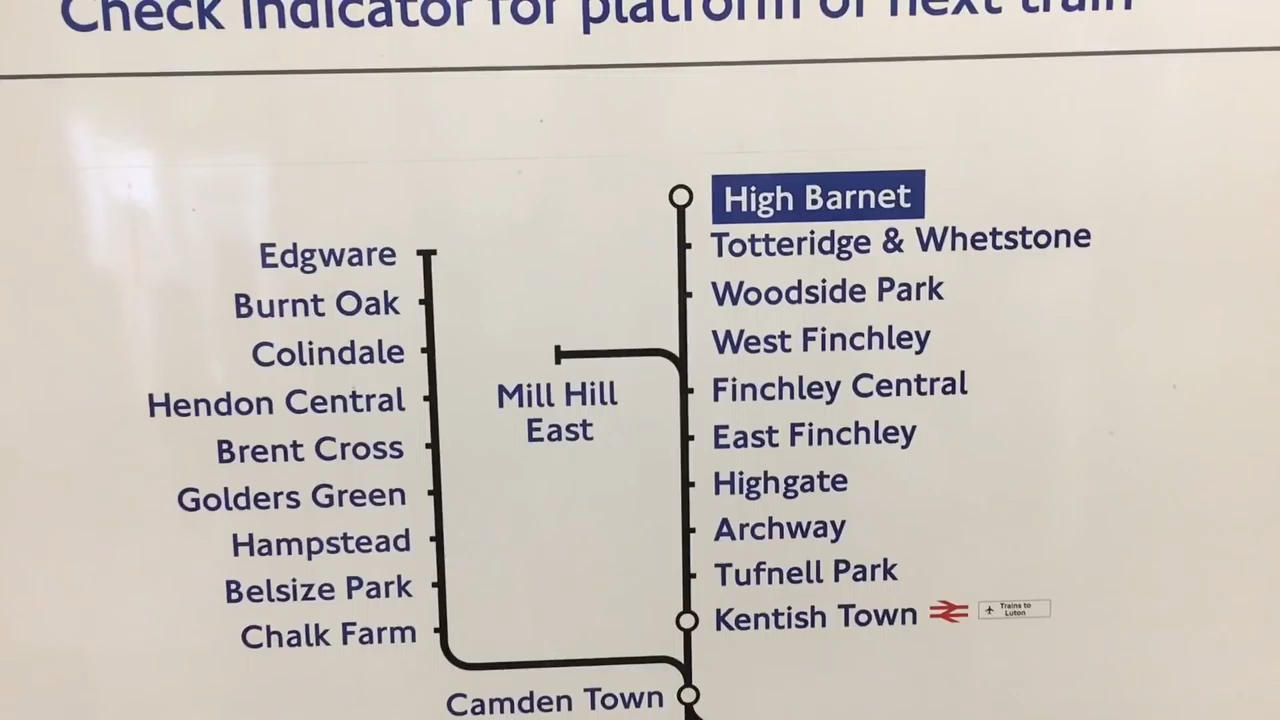 Check indicator for platform of next train
High Barnet
Totteridge & Whetstone
Woodside Park
West Finchley
Finchley Central
East Finchley
Highgate
Archway
Tufnell Park
Kentish Town
Trains to
Luton
Edgware
Burnt Oak
Colindale
Hendon Central
Brent Cross
Golders Green
Hampstead
Belsize Park
Chalk Farm
Mill Hill
East
Camden Town